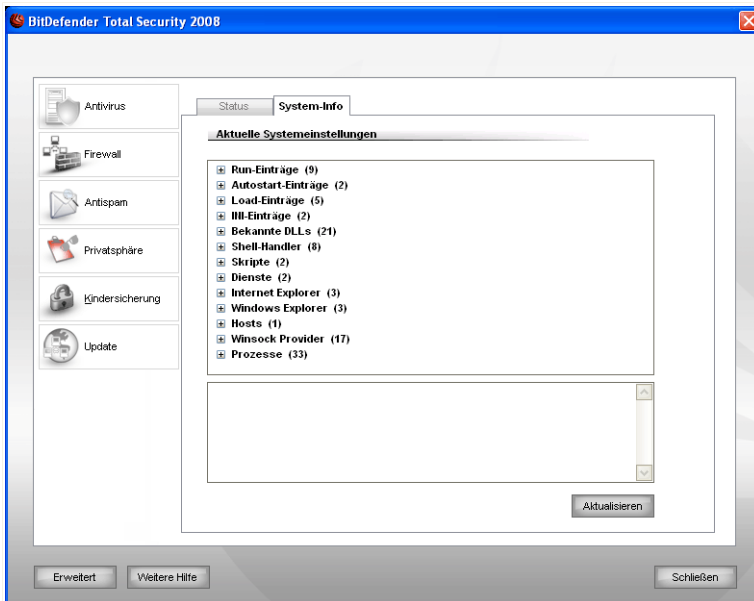 BitDefender Total Security 2008
Antivirus
Firewall
Antispam
Privatsphäre
Kindersicherung
Update
Status
System-Info
Aktuelle Systemeinstellungen
Run-Einträge (9)
Autostart-Einträge (2)
Load-Einträge (5)
INI-Einträge (2)
Bekannte DLLs (21)
Shell-Handler (8)
Skripte (2)
Dienste (2)
Internet Explorer (3)
Windows Explorer (3)
Hosts (1)
Winsock Provider (17)
Prozesse (33)
Aktualisieren
Erweitert
Weitere Hilfe
Schließen